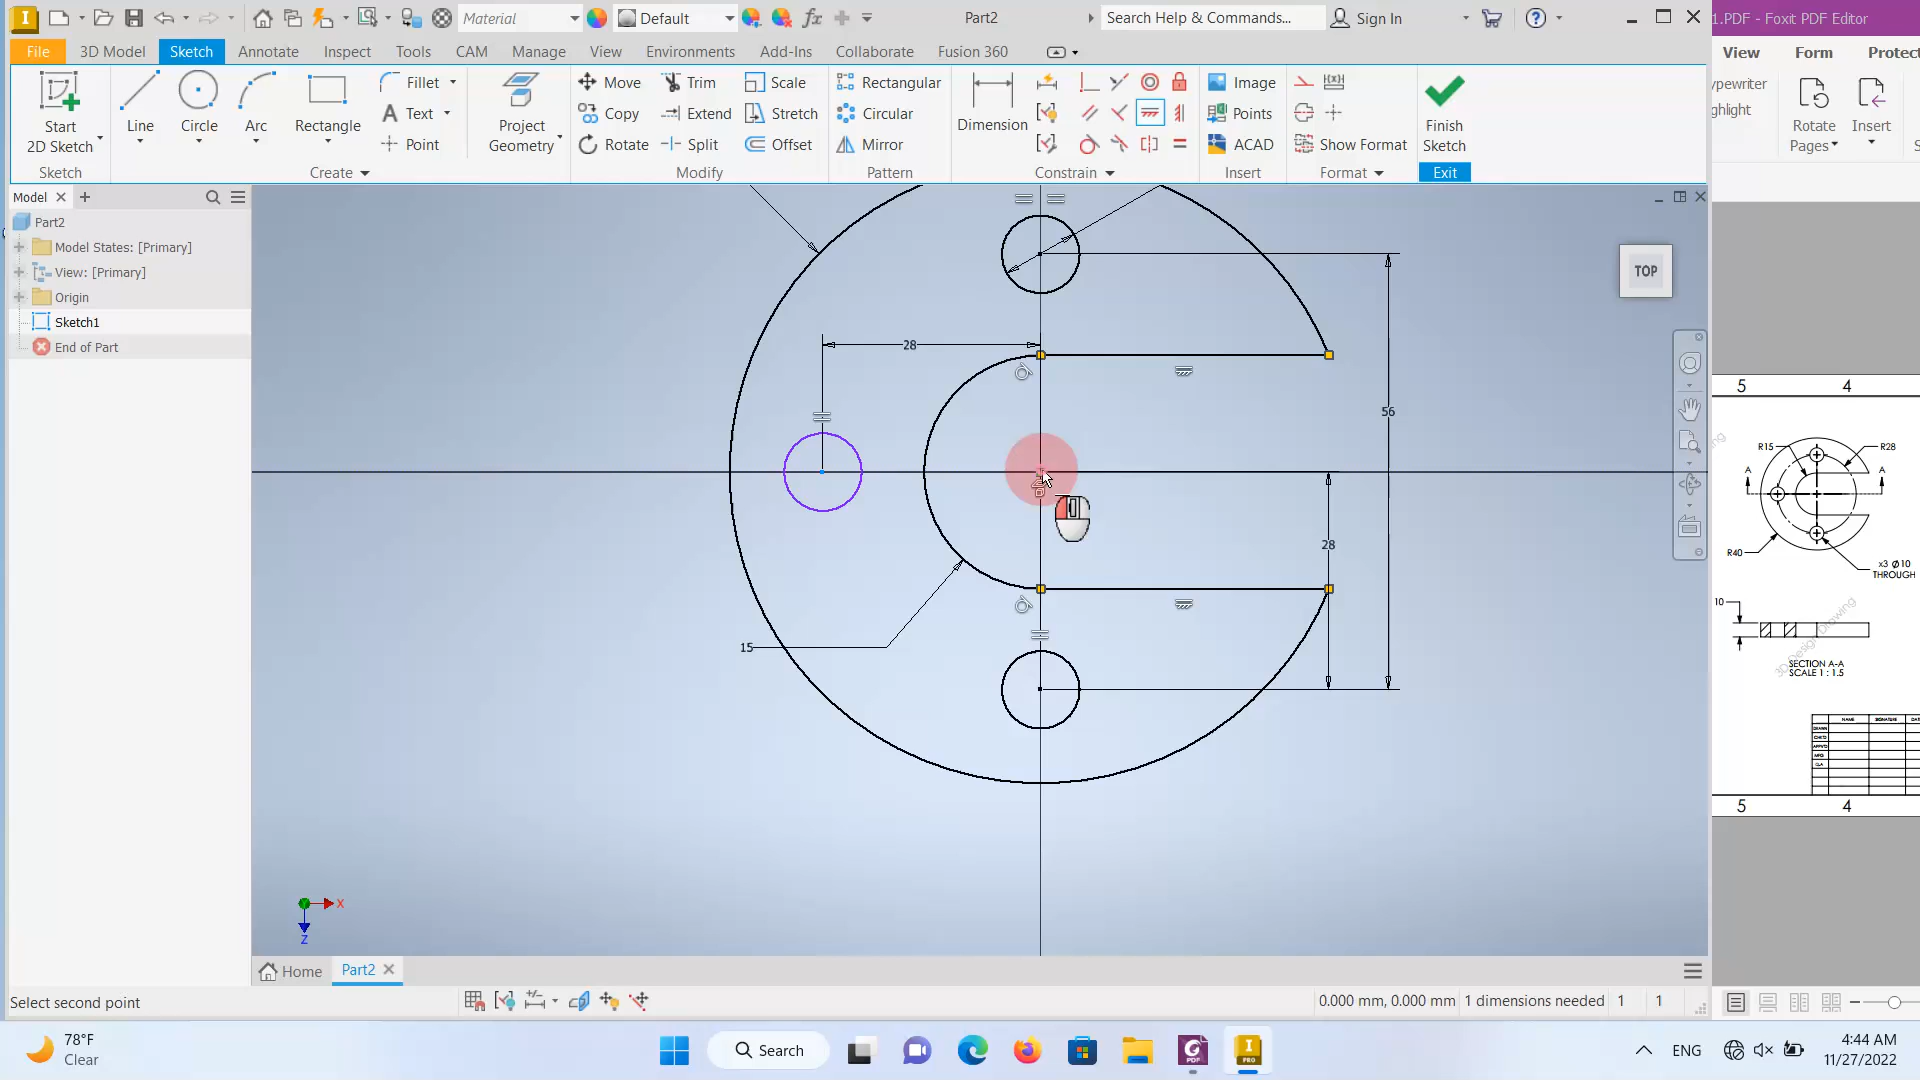 Material
Default
Part2
Search Help & Commands...
Sign In
1.PDF - Foxit PDF Editor
File
3D Model
Sketch
Annotate
Inspect
Tools
CAM
Manage
View
Environments
Add-Ins
Collaborate
Fusion 360
View
Form
Protect
Start
2D Sketch
Line
Circle
Arc
Rectangle
Fillet
Text
Point
Project
Geometry
Move
Copy
Rotate
Trim
Extend
Split
Scale
Stretch
Offset
Rectangular
Circular
Mirror
Dimension
Image
Points
ACAD
Show Format
Finish
Sketch
ypewriter
ighlight
Rotate
Pages
Insert
Sketch
Create
Modify
Pattern
Constrain
Insert
Format
Exit
Model
Part2
Model States: [Primary]
View: [Primary]
Origin
Sketch1
End of Part
TOP
28
56
28
15
X
Z
5
4
R15
R28
A
A
R40
x3 Ø10
THROUGH
10
3D Design Drawing
SECTION A-A
SCALE 1 : 1.5
NAME
SIGNATURE
5
4
Home
Part2
Select second point
0.000 mm, 0.000 mm
1 dimensions needed
1
1
78°F
Clear
Search
ENG
4:44 AM
11/27/2022